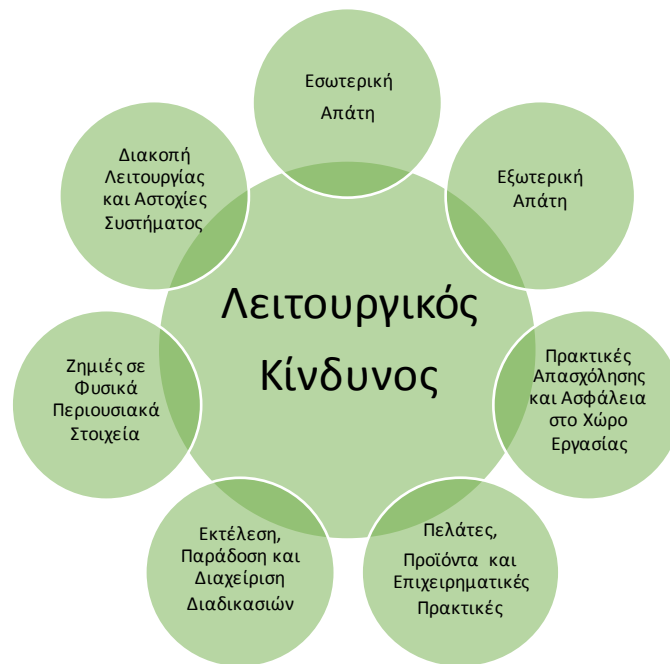 Εσωτερική
Απάτη
Εξωτερική
Απάτη
Πρακτικές
Απασχόλησης
και Ασφάλεια
στο Χώρο
Εργασίας
Πελάτες,
Προϊόντα και
Επιχειρηματικές
Πρακτικές
Εκτέλεση,
Παράδοση και
Διαχείριση
Διαδικασιών
Ζημιές σε
Φυσικά
Περιουσιακά
Στοιχεία
Διακοπή
Λειτουργίας
και Αστοχίες
Συστήματος
Λειτουργικός
Κίνδυνος